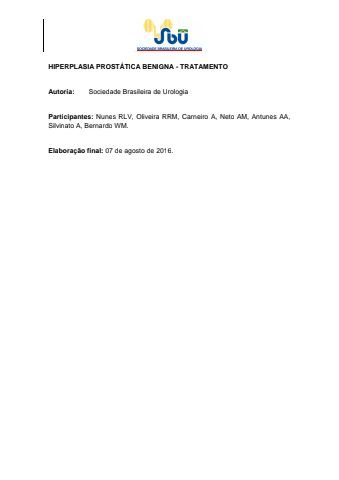 SBU
SOCIEDADE BRASILEIRA DE UROLOGIA
HIPERPLASIA PROSTÁTICA BENIGNA - TRATAMENTO
Autoria: Sociedade Brasileira de Urologia
Participantes: Nunes RLV, Oliveira RRM, Carneiro A, Neto AM, Antunes AA,
Silvinato A, Bernardo WM.
Elaboração final: 07 de agosto de 2016.